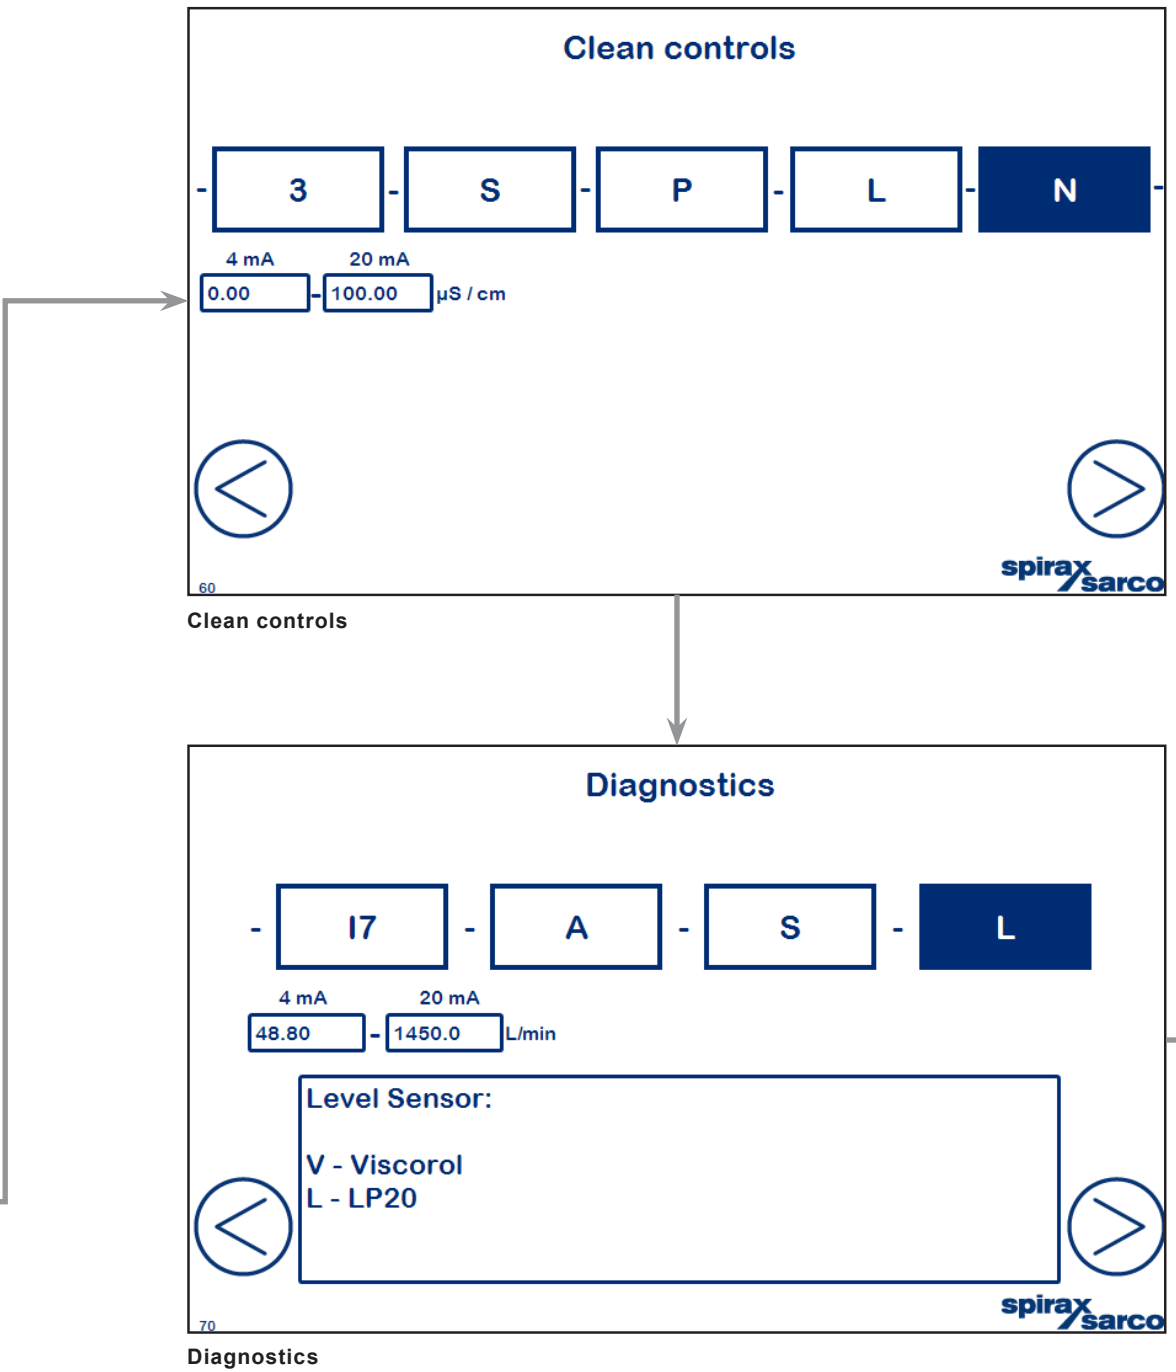 Clean controls
- 3 - S - P - L - N -
4 mA 20 mA
0.00 - 100.00 µS / cm
spirax sarco
60
Clean controls
Diagnostics
- I7 - A - S - L
4 mA 20 mA
48.80 - 1450.0 L/min
Level Sensor:
V - Viscorol
L - LP20
spirax sarco
70
Diagnostics